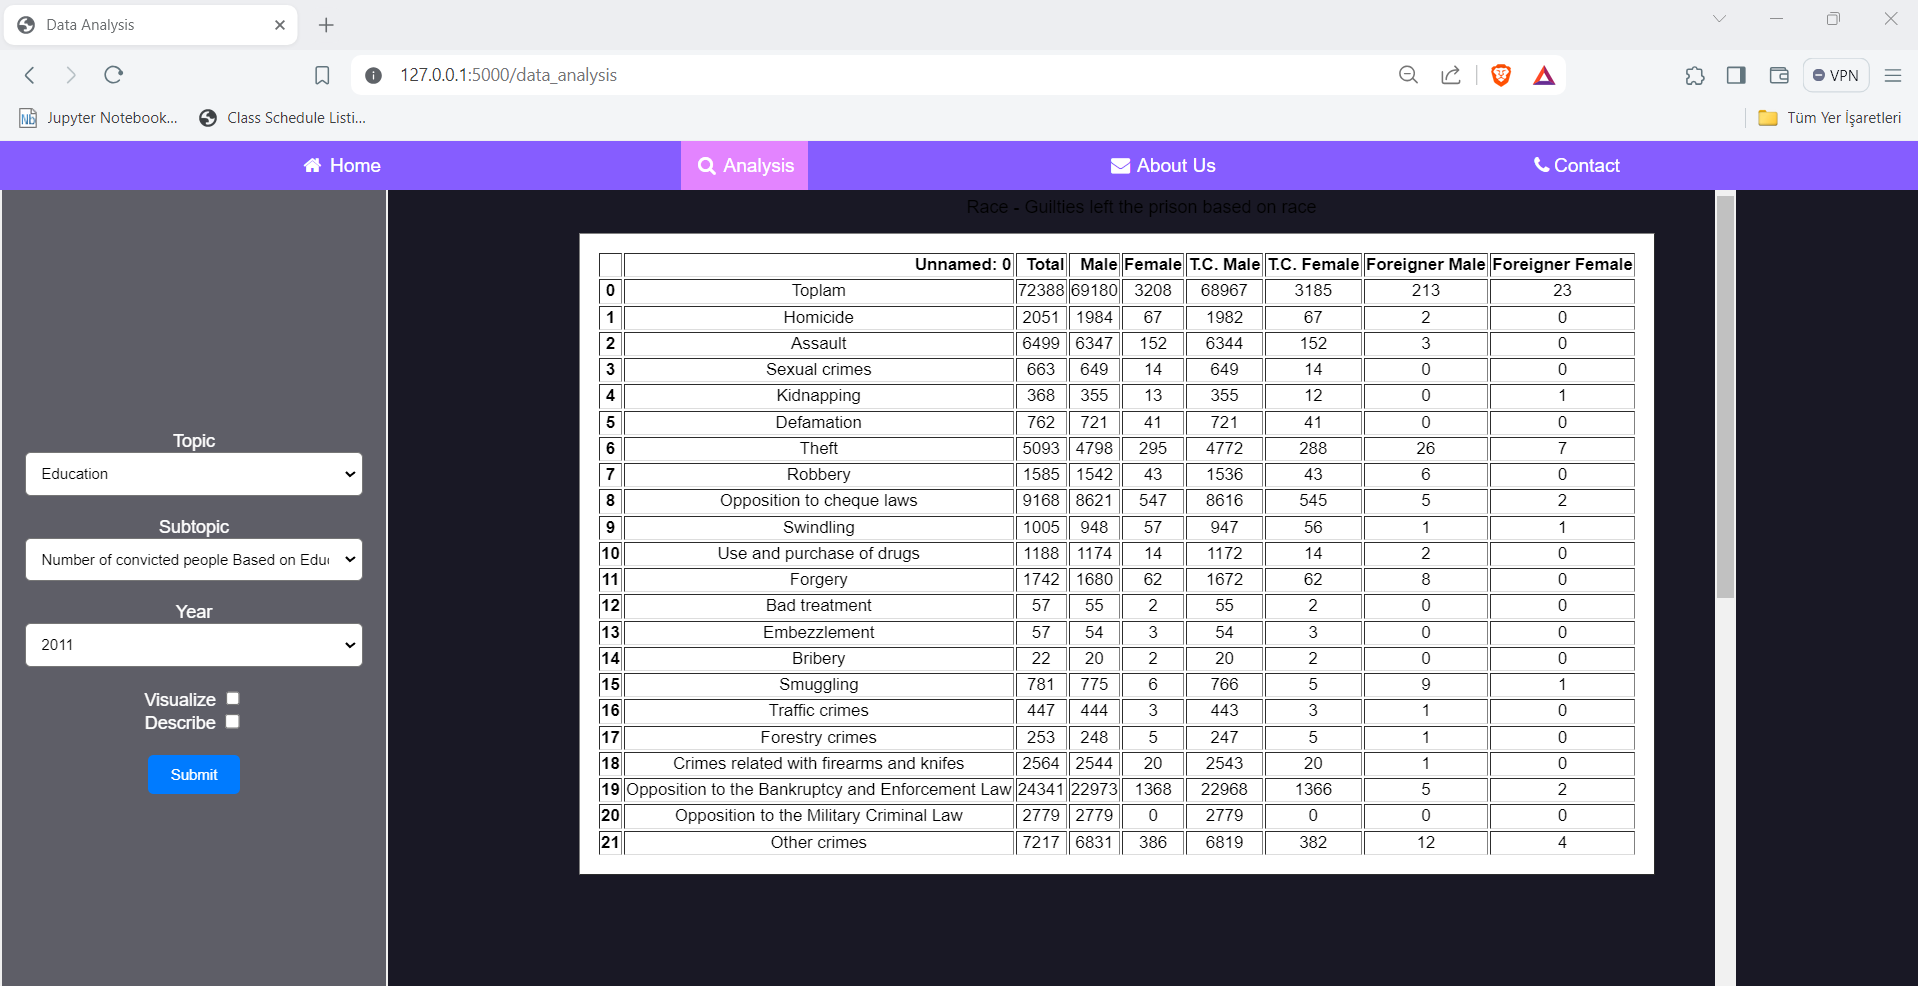 Data Analysis
127.0.0.1:5000/data_analysis
VPN
Jupyter Notebook...
Class Schedule Listi...
Tüm Yer İşaretleri
Home
Analysis
About Us
Contact
Topic
Education
Subtopic
Number of convicted people Based on Edu
Year
2011
Visualize
Describe
Submit
Race - Guilties left the prison based on race
Unnamed: 0 Total Male Female T.C. Male T.C. Female Foreigner Male Foreigner Female
0 Toplam 72388 69180 3208 68967 3185 213 23
1 Homicide 2051 1984 67 1982 67 2 0
2 Assault 6499 6347 152 6344 152 3 0
3 Sexual crimes 663 649 14 649 14 0 0
4 Kidnapping 368 355 13 355 12 0 1
5 Defamation 762 721 41 721 41 0 0
6 Theft 5093 4798 295 4772 288 26 7
7 Robbery 1585 1542 43 1536 43 6 0
8 Opposition to cheque laws 9168 8621 547 8616 545 5 2
9 Swindling 1005 948 57 947 56 1 1
10 Use and purchase of drugs 1188 1174 14 1172 14 2 0
11 Forgery 1742 1680 62 1672 62 8 0
12 Bad treatment 57 55 2 55 2 0 0
13 Embezzlement 57 54 3 54 3 0 0
14 Bribery 22 20 2 20 2 0 0
15 Smuggling 781 775 6 766 5 9 1
16 Traffic crimes 447 444 3 443 3 1 0
17 Forestry crimes 253 248 5 247 5 1 0
18 Crimes related with firearms and knifes 2564 2544 20 2543 20 1 0
19 Opposition to the Bankruptcy and Enforcement Law 24341 22973 1368 22968 1366 5 2
20 Opposition to the Military Criminal Law 2779 2779 0 2779 0 0 0
21 Other crimes 7217 6831 386 6819 382 12 4